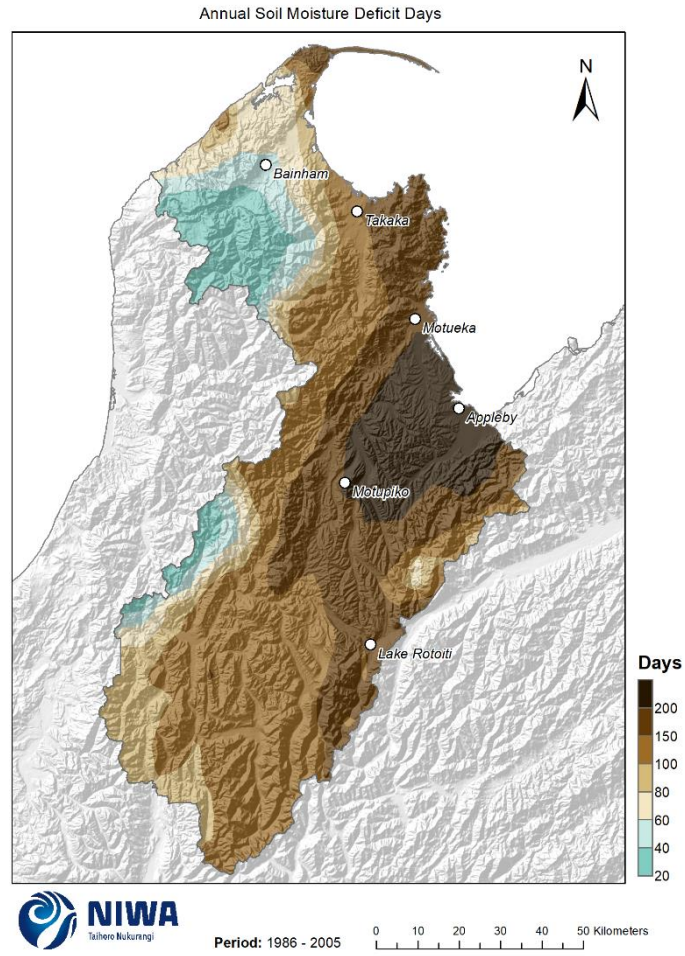 Annual Soil Moisture Deficit Days
N
Bainham
Takaka
Motueka
Appleby
Motupiko
Lake Rotoiti
Days
200
150
100
80
60
40
20
NIWA
Taihoro Nukurangi
Period: 1986 - 2005
0 10 20 30 40 50 Kilometers